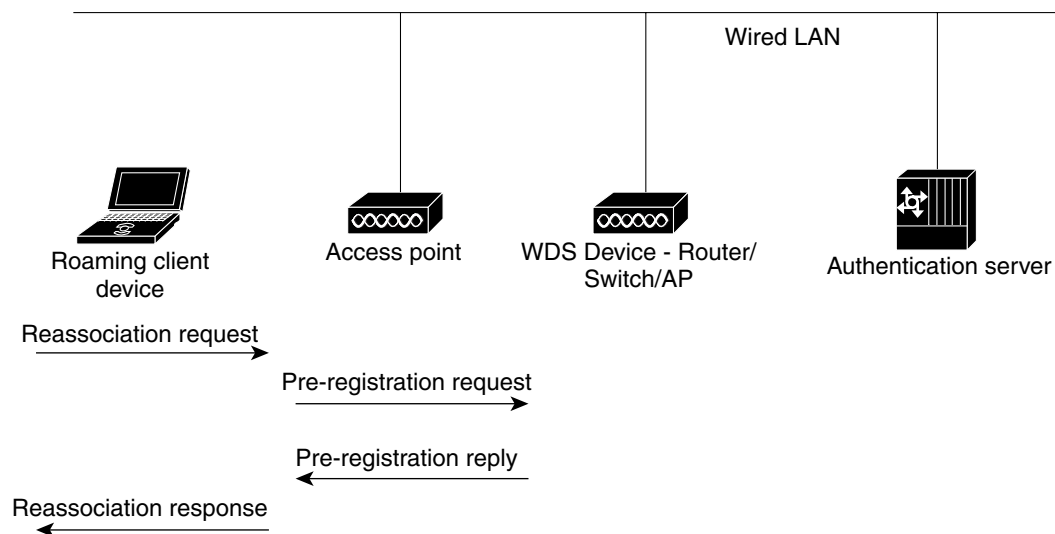 Wired LAN
Roaming client
device
Access point
WDS Device - Router/
Switch/AP
Authentication server
Reassociation request
Pre-registration request
Pre-registration reply
Reassociation response